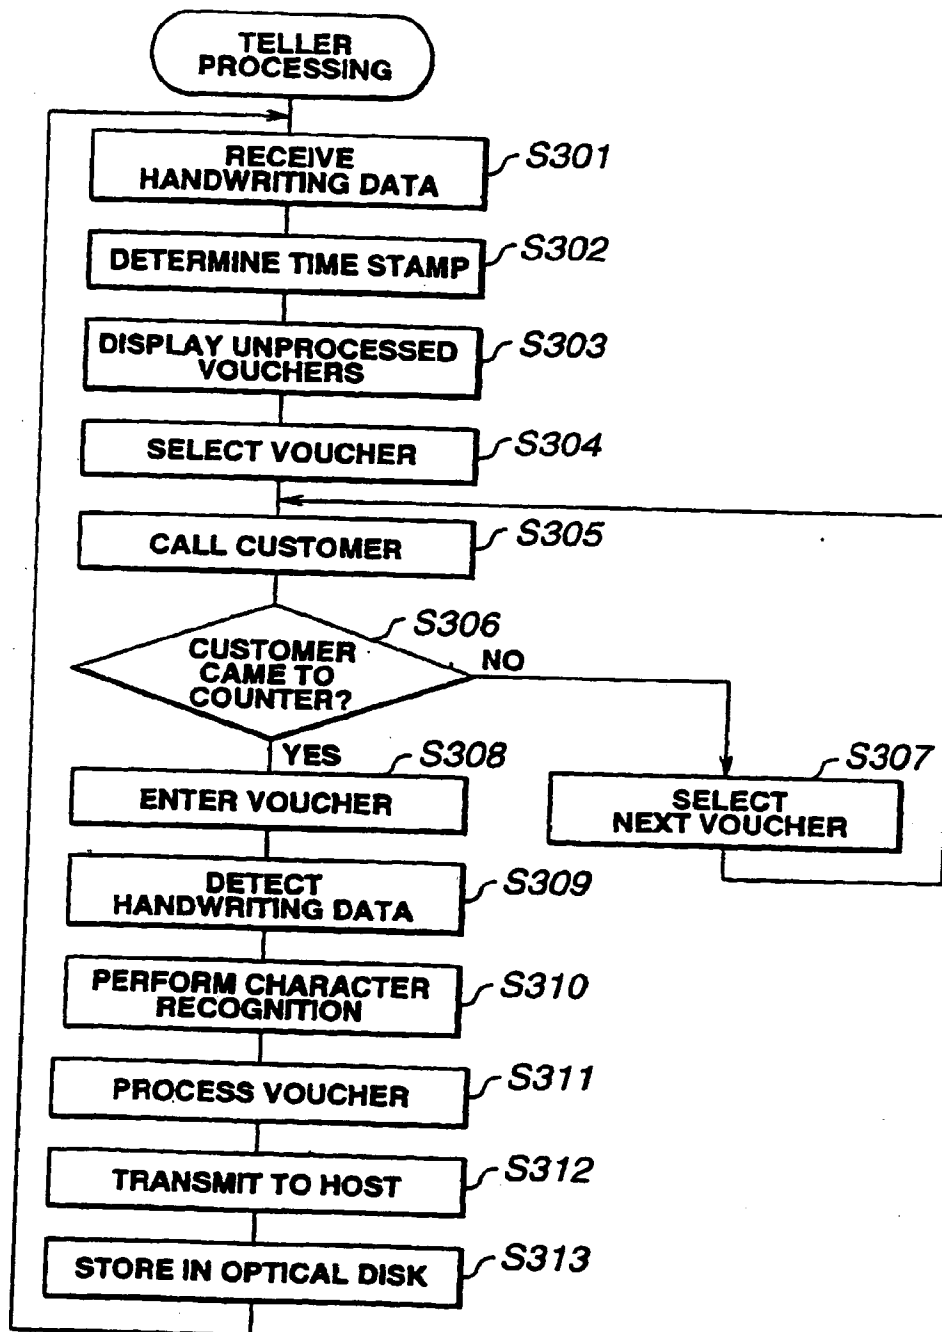 TELLER
PROCESSING
RECEIVE
HANDWRITING DATA
S301
DETERMINE TIME STAMP
S302
DISPLAY UNPROCESSED
VOUCHERS
S303
SELECT VOUCHER
S304
CALL CUSTOMER
S305
CUSTOMER
CAME TO
COUNTER?
S306
NO
YES
SELECT
NEXT VOUCHER
S307
ENTER VOUCHER
S308
DETECT
HANDWRITING DATA
S309
PERFORM CHARACTER
RECOGNITION
S310
PROCESS VOUCHER
S311
TRANSMIT TO HOST
S312
STORE IN OPTICAL DISK
S313